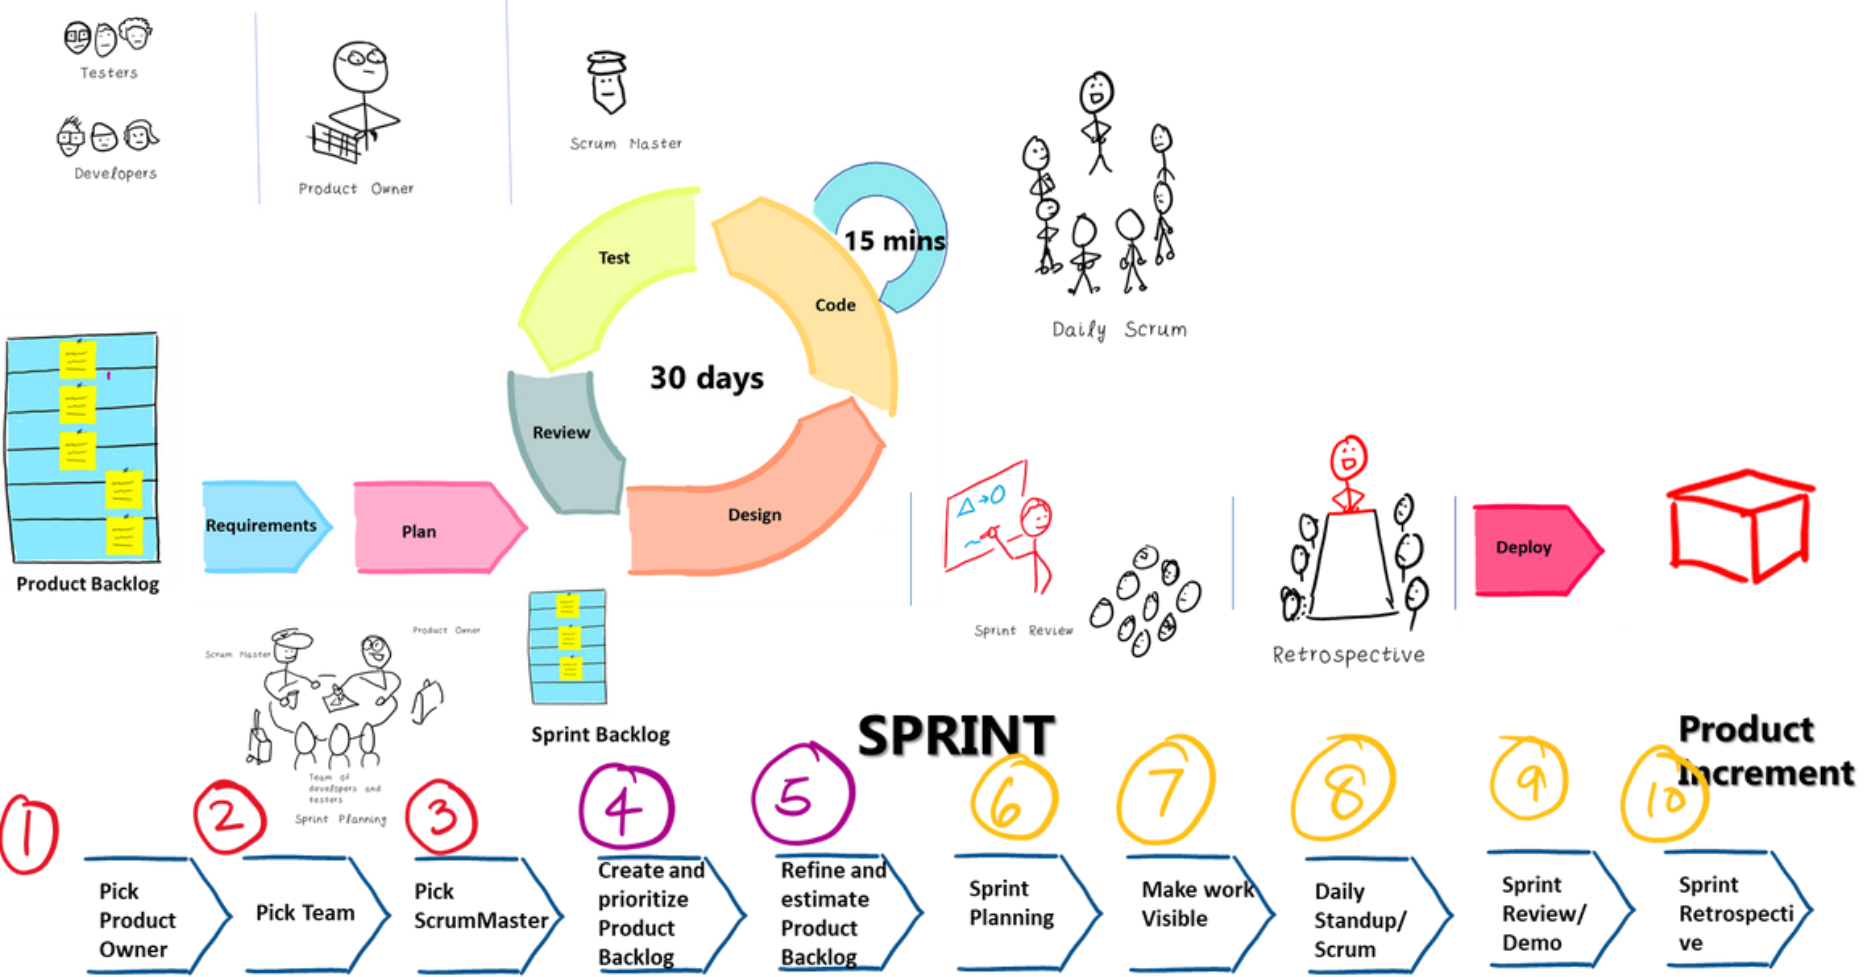 Testers
Developers
Product Owner
Scrum Master
15 mins
Daily Scrum
Test
Code
30 days
Review
Design
Product Backlog
Requirements
Plan
Sprint Backlog
Scrum Master
Product Owner
Team of
developers and
testers
Sprint Planning
Sprint Review
Retrospective
Deploy
SPRINT
Product
Increment
1
Pick
Product
Owner
2
Pick Team
3
Pick
ScrumMaster
4
Create and
prioritize
Product
Backlog
5
Refine and
estimate
Product
Backlog
6
Sprint
Planning
7
Make work
Visible
8
Daily
Standup/
Scrum
9
Sprint
Review/
Demo
10
Sprint
Retrospecti
ve